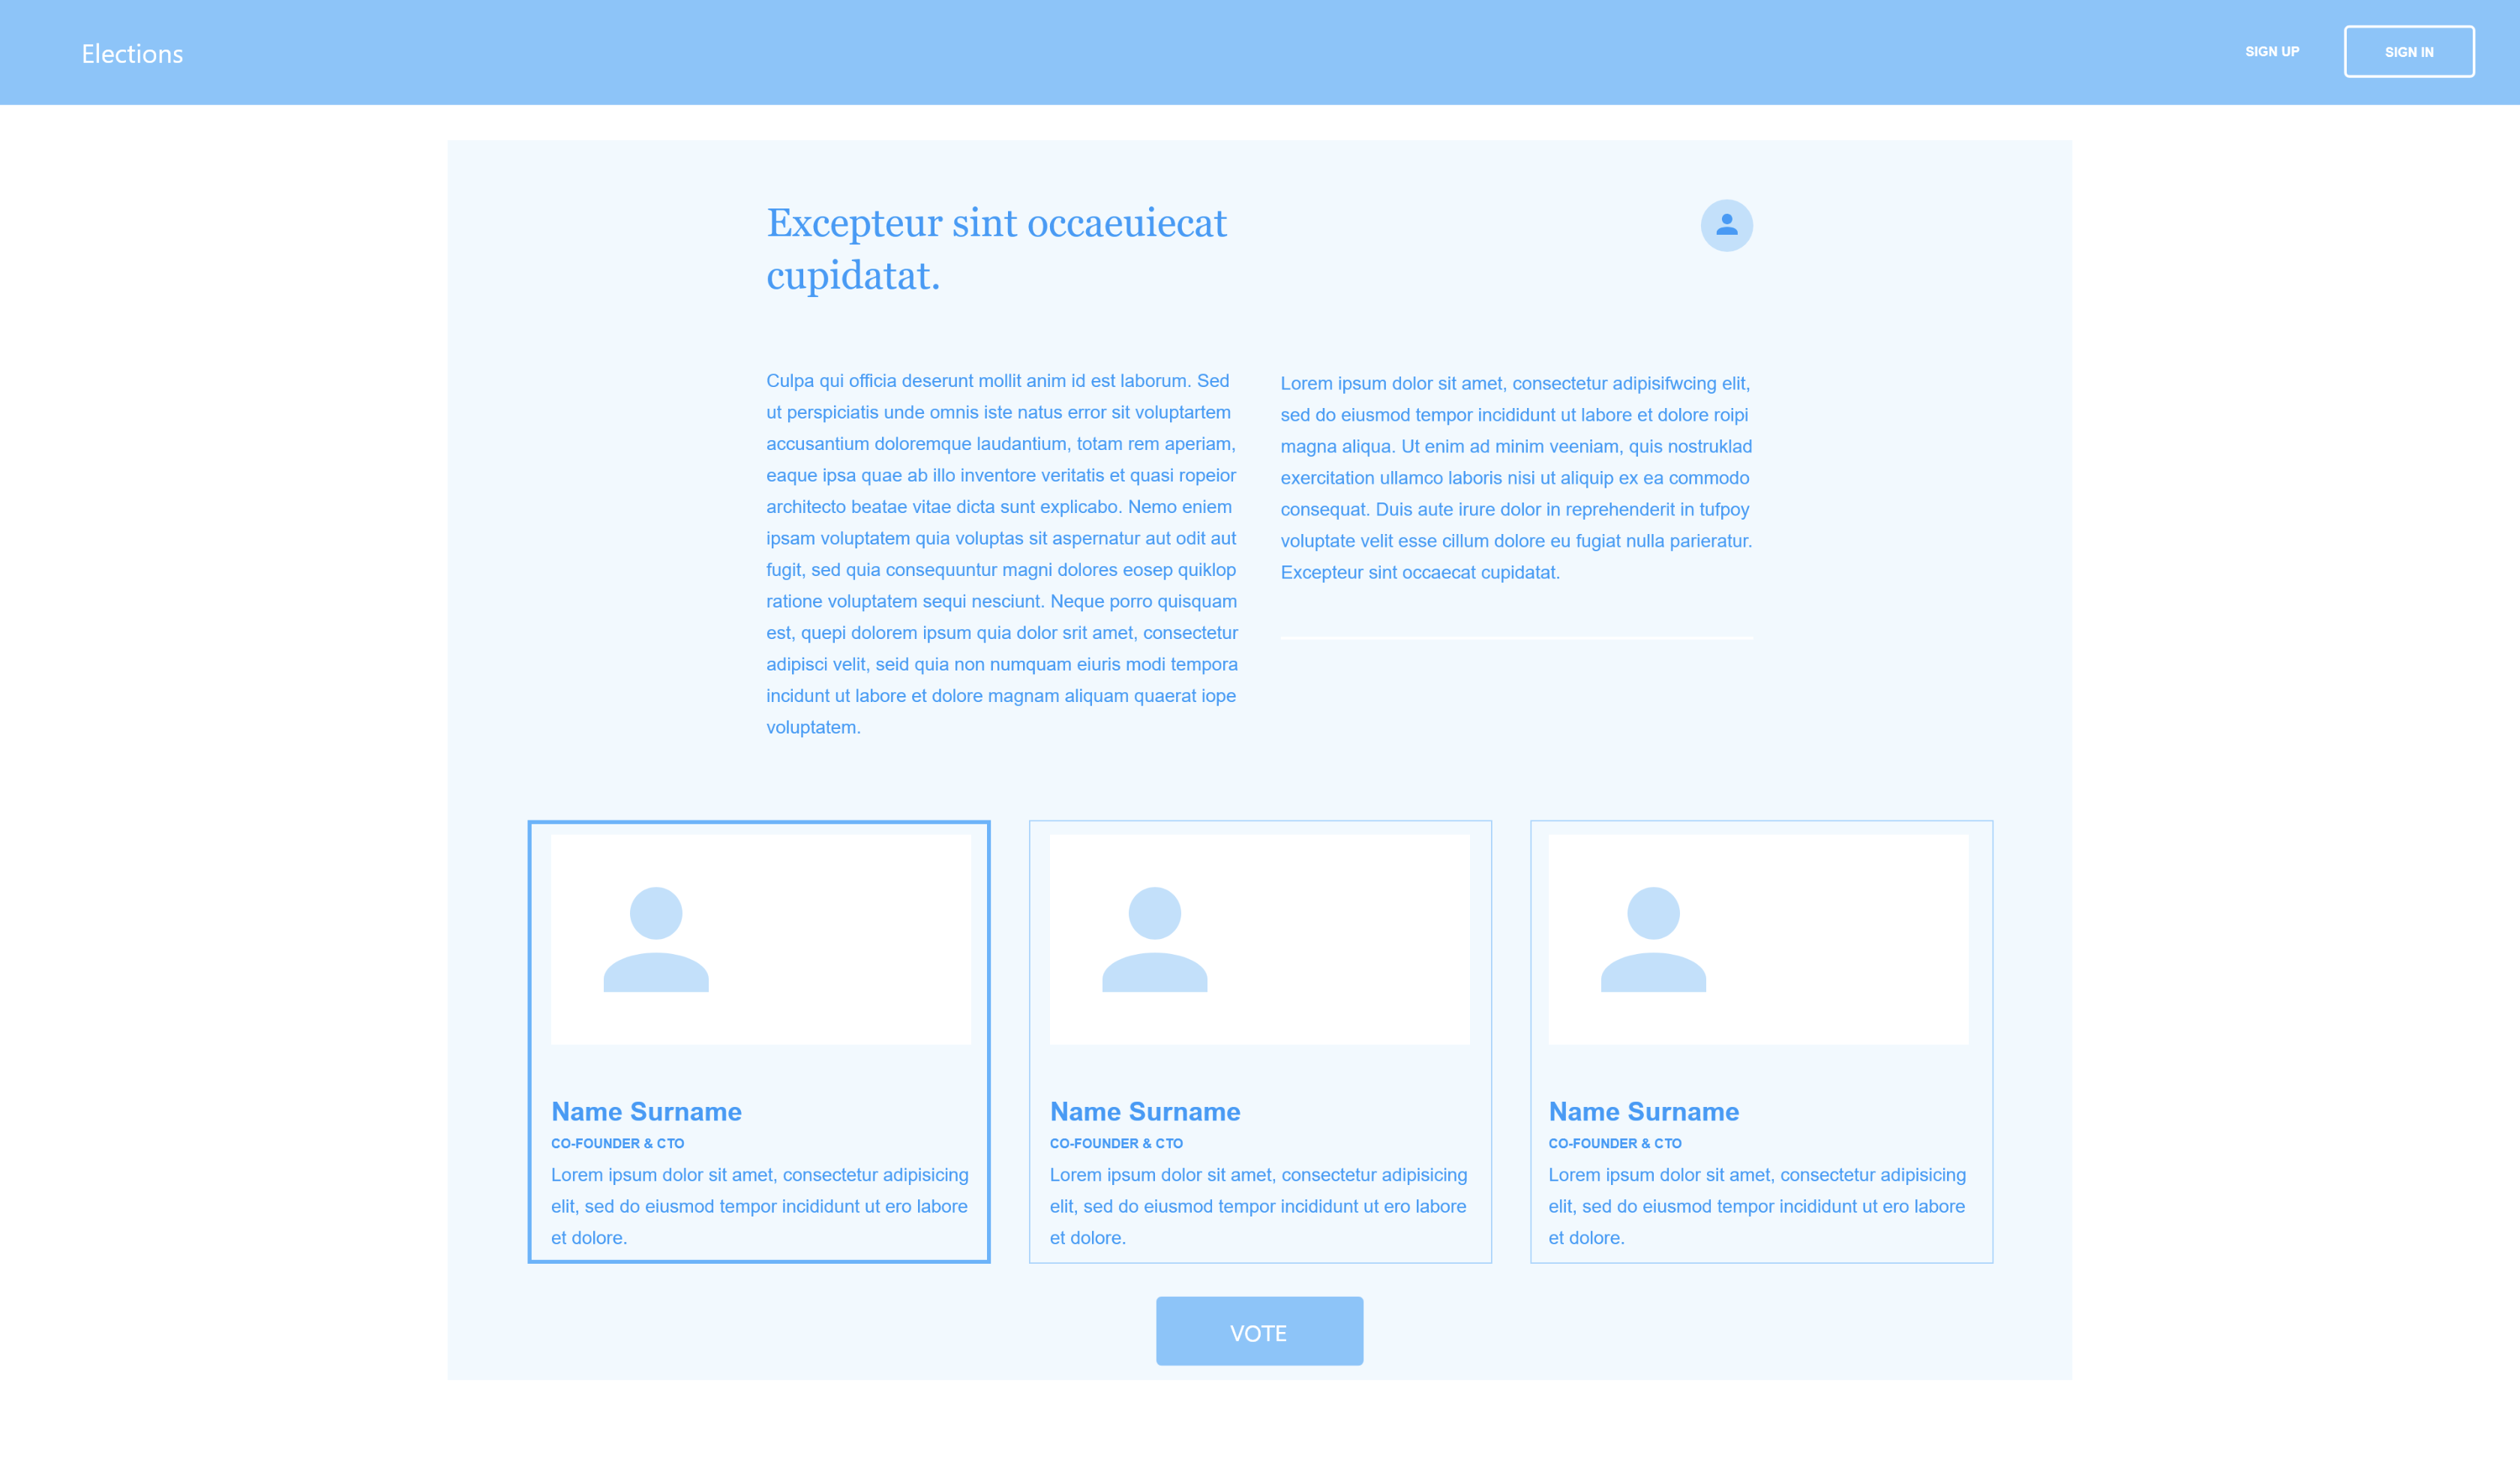 Elections
SIGN UP
SIGN IN
Excepteur sint occaeuiecat
cupidatat.
Culpa qui officia deserunt mollit anim id est laborum. Sed
ut perspiciatis unde omnis iste natus error sit voluptartem
accusantium doloremque laudantium, totam rem aperiam,
eaque ipsa quae ab illo inventore veritatis et quasi ropeior
architecto beatae vitae dicta sunt explicabo. Nemo eniem
ipsam voluptatem quia voluptas sit aspernatur aut odit aut
fugit, sed quia consequuntur magni dolores eosep quiklop
ratione voluptatem sequi nesciunt. Neque porro quisquam
est, quepi dolorem ipsum quia dolor srit amet, consectetur
adipisci velit, seid quia non numquam eiuris modi tempora
incidunt ut labore et dolore magnam aliquam quaerat iope
voluptatem.
Lorem ipsum dolor sit amet, consectetur adipisifwcing elit,
sed do eiusmod tempor incididunt ut labore et dolore roipi
magna aliqua. Ut enim ad minim veeniam, quis nostruklad
exercitation ullamco laboris nisi ut aliquip ex ea commodo
consequat. Duis aute irure dolor in reprehenderit in tufpoy
voluptate velit esse cillum dolore eu fugiat nulla parieratur.
Excepteur sint occaecat cupidatat.
Name Surname
CO-FOUNDER & CTO
Lorem ipsum dolor sit amet, consectetur adipisicing
elit, sed do eiusmod tempor incididunt ut ero labore
et dolore.
Name Surname
CO-FOUNDER & CTO
Lorem ipsum dolor sit amet, consectetur adipisicing
elit, sed do eiusmod tempor incididunt ut ero labore
et dolore.
Name Surname
CO-FOUNDER & CTO
Lorem ipsum dolor sit amet, consectetur adipisicing
elit, sed do eiusmod tempor incididunt ut ero labore
et dolore.
VOTE